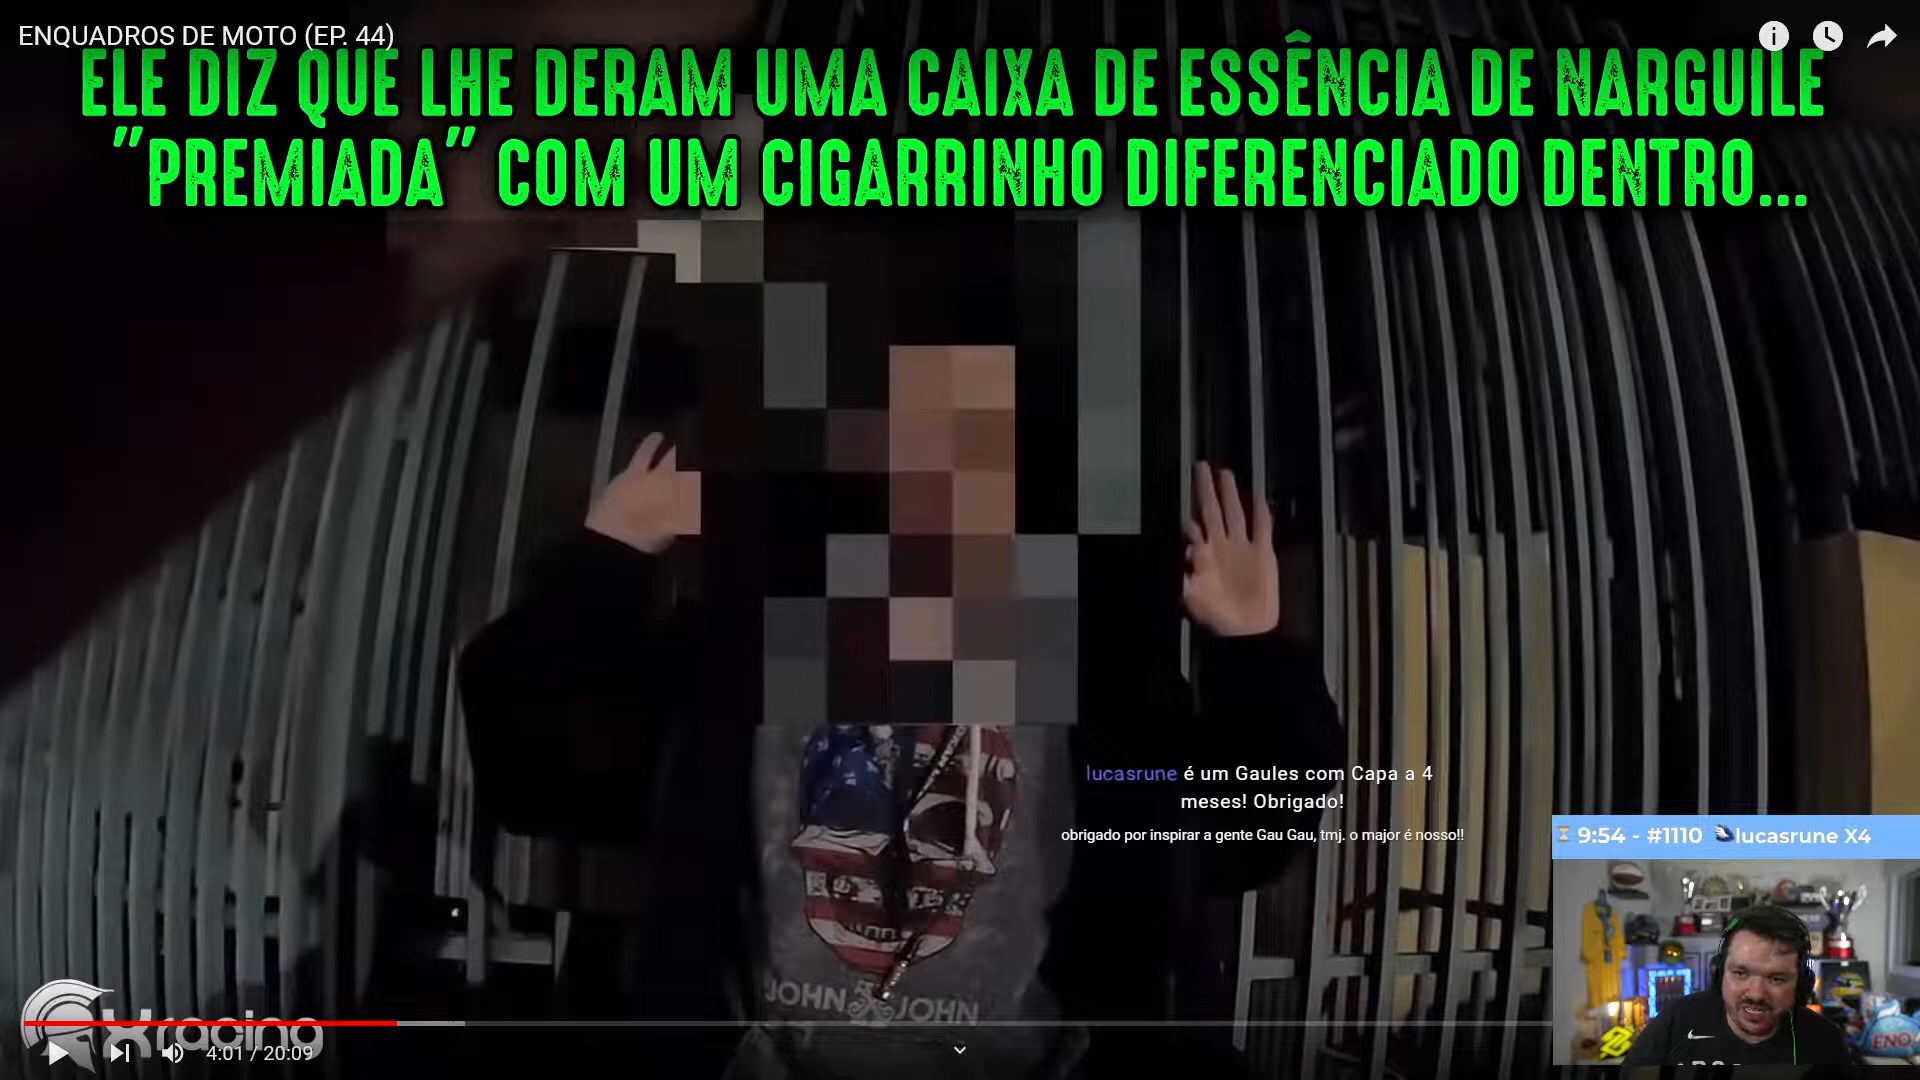 ENQUADROS DE MOTO (EP. 44)
ELE DIZ QUE LHE DERAM UMA CAIXA DE ESSÊNCIA DE NARGUILE
"PREMIADA" COM UM CIGARRINHO DIFERENCIADO DENTRO...
lucasrune é um Gaules com Capa a 4
meses! Obrigado!
obrigado por inspirar a gente Gau Gau, tmj. o major é nosso!!
9:54 - #1110 lucasrune X4
JOHN JOHN
racing
4:01 / 20:09
ENO